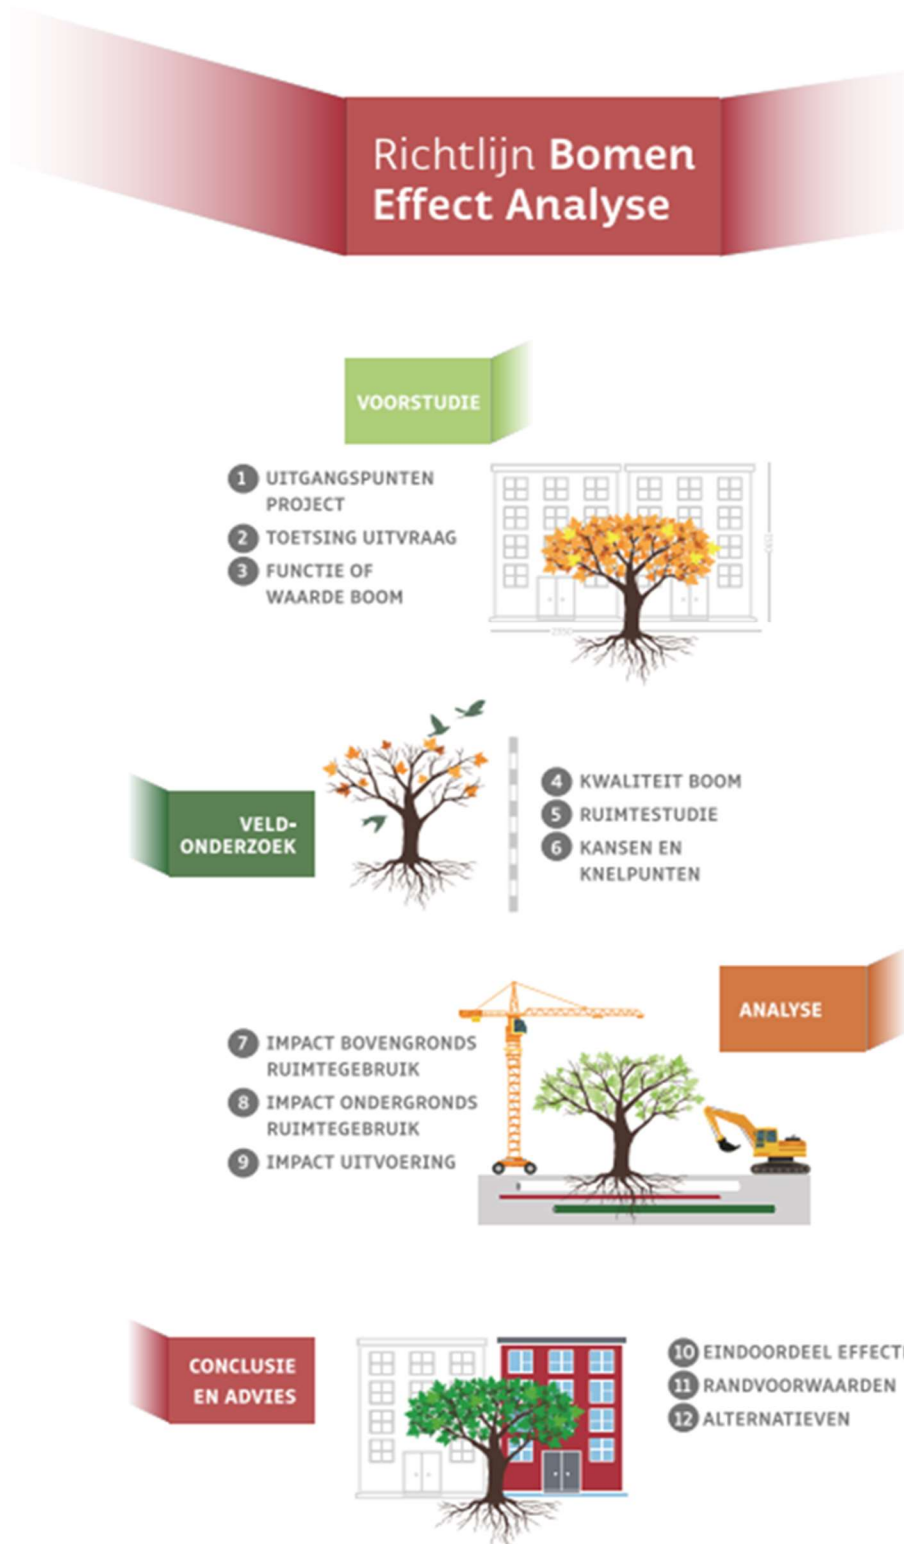 Richtlijn Bomen
Effect Analyse
VOORSTUDIE
1 UITGANGSPUNTEN
PROJECT
2 TOETSING UITVRAAG
3 FUNCTIE OF
WAARDE BOOM
VELD-
ONDERZOEK
4 KWALITEIT BOOM
5 RUIMTESTUDIE
6 KANSEN EN
KNELPUNTEN
ANALYSE
7 IMPACT BOVENGRONDS
RUIMTEGEBRUIK
8 IMPACT ONDERGRONDS
RUIMTEGEBRUIK
9 IMPACT UITVOERING
CONCLUSIE
EN ADVIES
10 EINDOORDEEL EFFECT
11 RANDVOORWAARDEN
12 ALTERNATIEVEN